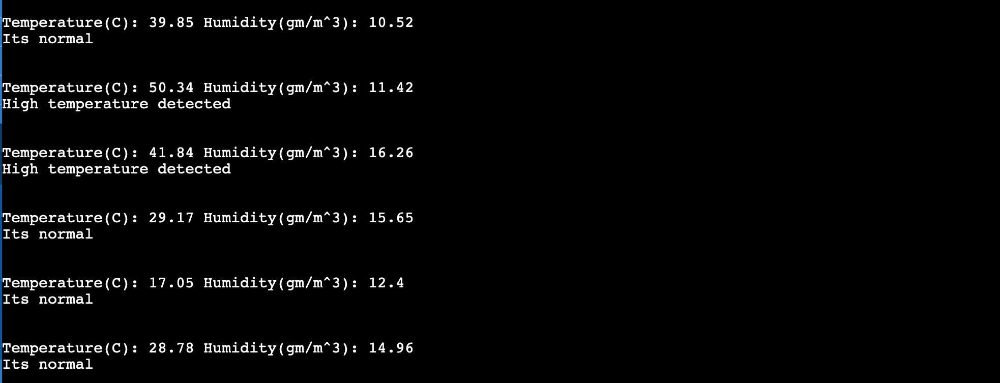 Temperature(C): 39.85 Humidity(gm/m^3): 10.52
Its normal
Temperature(C): 50.34 Humidity(gm/m^3): 11.42
High temperature detected
Temperature(C): 41.84 Humidity(gm/m^3): 16.26
High temperature detected
Temperature(C): 29.17 Humidity(gm/m^3): 15.65
Its normal
Temperature(C): 17.05 Humidity(gm/m^3): 12.4
Its normal
Temperature(C): 28.78 Humidity(gm/m^3): 14.96
Its normal